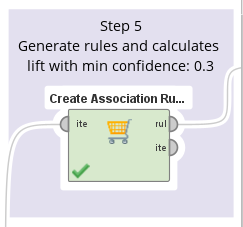 Step 5
Generate rules and calculates
lift with min confidence: 0.3
Create Association Ru...
ite rul
ite